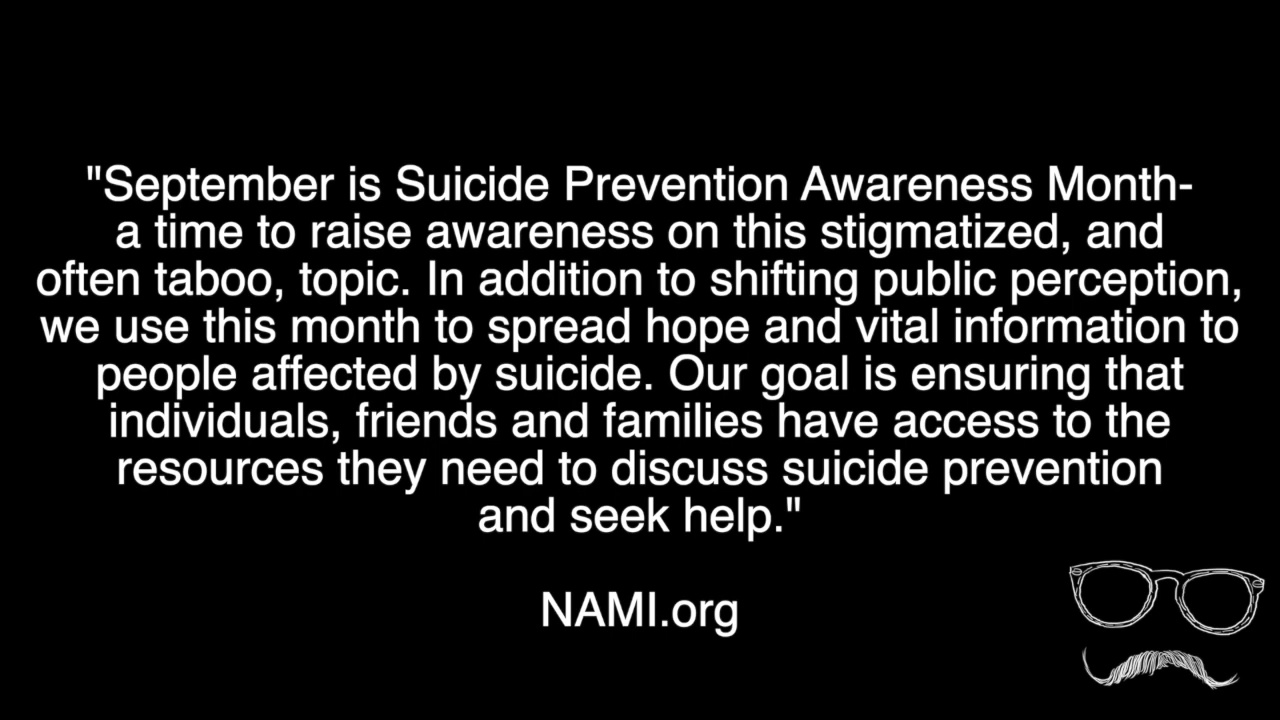 "September is Suicide Prevention Awareness Month-
a time to raise awareness on this stigmatized, and
often taboo, topic. In addition to shifting public perception,
we use this month to spread hope and vital information to
people affected by suicide. Our goal is ensuring that
individuals, friends and families have access to the
resources they need to discuss suicide prevention
and seek help."
NAMI.org